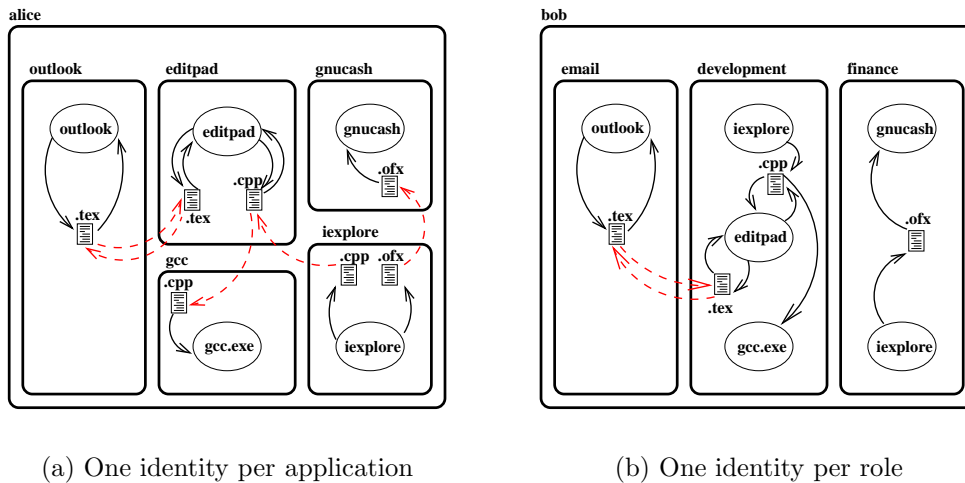 alice
outlook
editpad
gnucash
outlook
editpad
gnucash
.ofx
.cpp
.tex
.tex
iexplore
gcc
.cpp
.cpp
.ofx
gcc.exe
iexplore
(a) One identity per application
bob
email
development
finance
outlook
iexplore
gnucash
.cpp
.tex
.ofx
editpad
.tex
gcc.exe
iexplore
(b) One identity per role